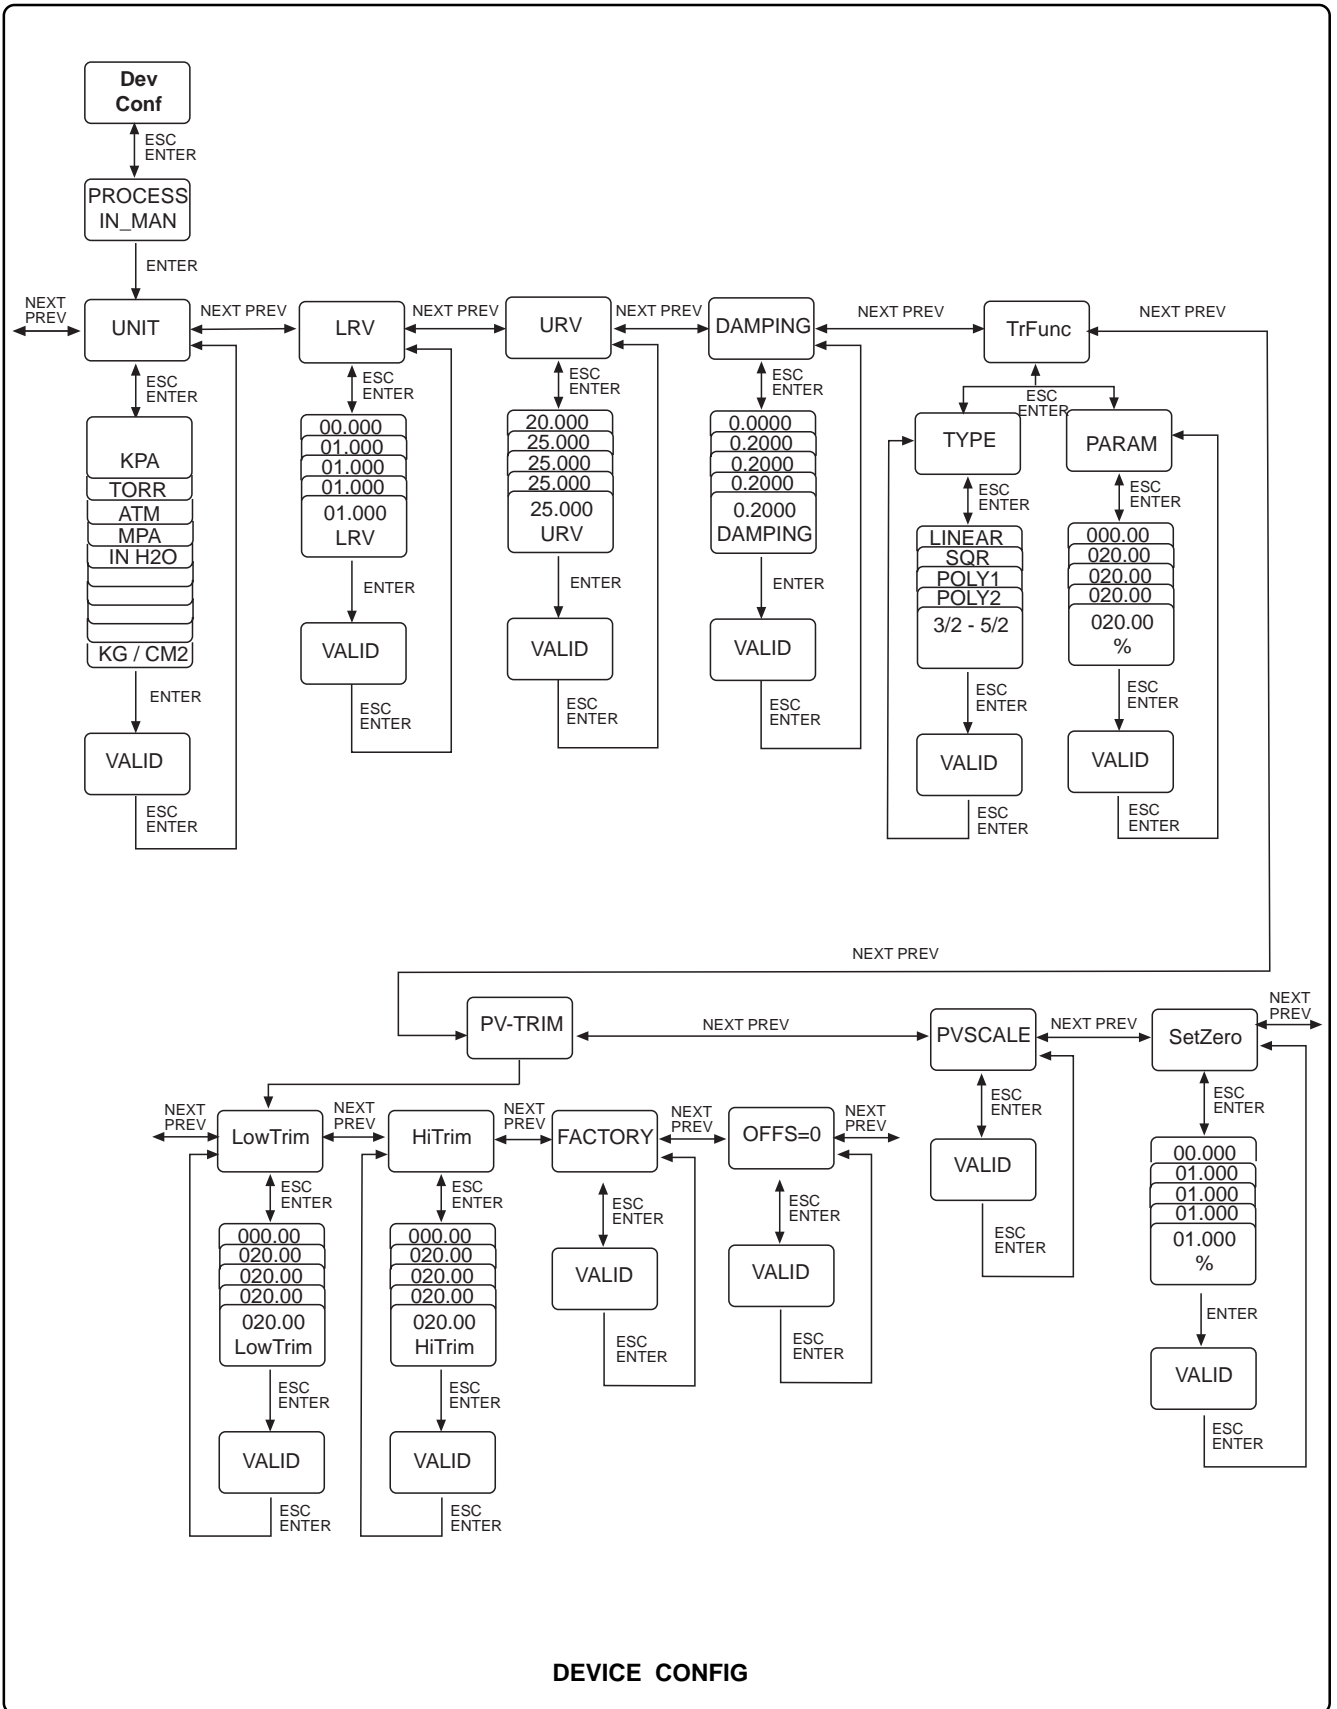 Dev
Conf
ESC
ENTER
PROCESS
IN_MAN
ENTER
NEXT
PREV
UNIT
NEXT PREV
LRV
NEXT PREV
URV
NEXT PREV
DAMPING
NEXT PREV
TrFunc
NEXT PREV
ESC
ENTER
KPA
TORR
ATM
MPA
IN H2O
KG / CM2
ENTER
VALID
ESC
ENTER
ESC
ENTER
00.000
01.000
01.000
01.000
01.000
LRV
ENTER
VALID
ESC
ENTER
ESC
ENTER
20.000
25.000
25.000
25.000
25.000
URV
ENTER
VALID
ESC
ENTER
ESC
ENTER
0.0000
0.2000
0.2000
0.2000
0.2000
DAMPING
ENTER
VALID
ESC
ENTER
ESC
ENTER
TYPE
ESC
ENTER
LINEAR
SQR
POLY1
POLY2
3/2 - 5/2
ESC
ENTER
VALID
ESC
ENTER
PARAM
ESC
ENTER
000.00
020.00
020.00
020.00
020.00
%
ESC
ENTER
VALID
ESC
ENTER
NEXT PREV
PV-TRIM
NEXT PREV
PVSCALE
NEXT PREV
SetZero
NEXT
PREV
NEXT
PREV
LowTrim
NEXT
PREV
HiTrim
NEXT
PREV
FACTORY
NEXT
PREV
OFFS=0
NEXT
PREV
ESC
ENTER
000.00
020.00
020.00
020.00
020.00
LowTrim
ESC
ENTER
VALID
ESC
ENTER
ESC
ENTER
000.00
020.00
020.00
020.00
020.00
HiTrim
ESC
ENTER
VALID
ESC
ENTER
ESC
ENTER
VALID
ESC
ENTER
ESC
ENTER
VALID
ESC
ENTER
ESC
ENTER
VALID
ESC
ENTER
ESC
ENTER
00.000
01.000
01.000
01.000
01.000
%
ENTER
VALID
ESC
ENTER
DEVICE CONFIG